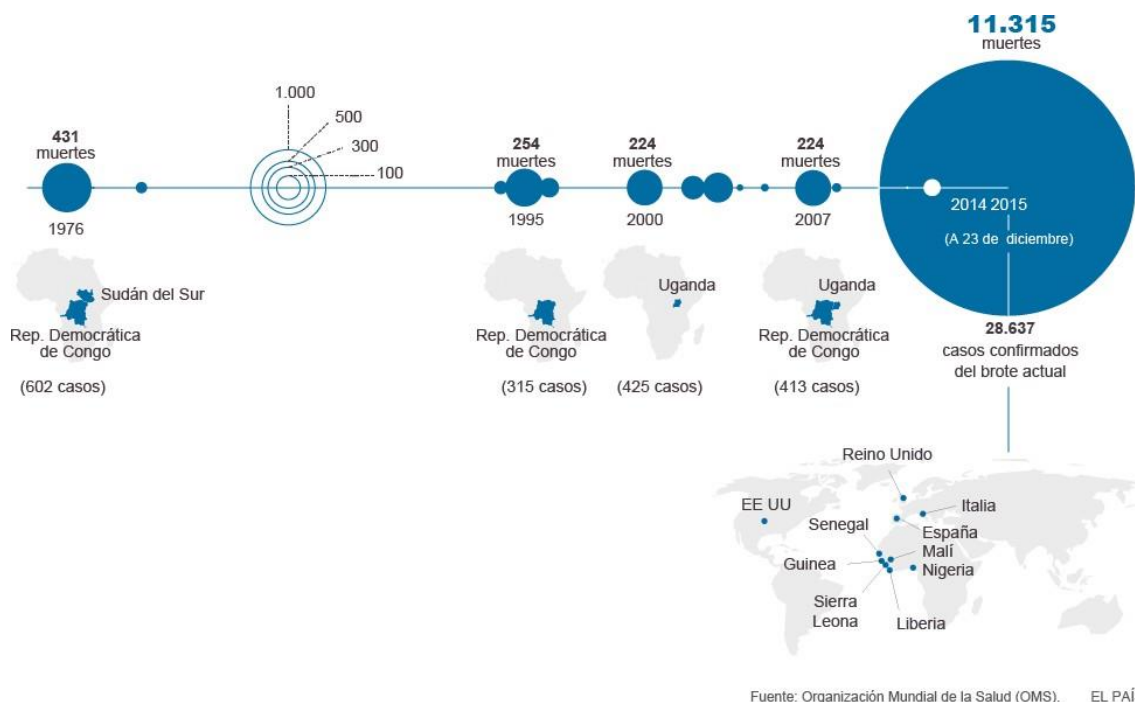 11.315
muertes
1.000
500
300
100
431
muertes
254
muertes
224
muertes
224
muertes
1976
1995
2000
2007
2014 2015
(A 23 de diciembre)
Sudán del Sur
Rep. Democrática
de Congo
(602 casos)
Rep. Democrática
de Congo
(315 casos)
Uganda
(425 casos)
Uganda
Rep. Democrática
de Congo
(413 casos)
28.637
casos confirmados
del brote actual
Reino Unido
EE UU
Italia
Senegal
España
Malí
Guinea
Nigeria
Sierra
Leona
Liberia
Fuente: Organización Mundial de la Salud (OMS). EL PAÍ